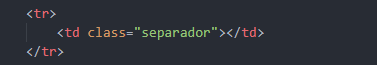 <tr>
<td class="separador"></td>
</tr>